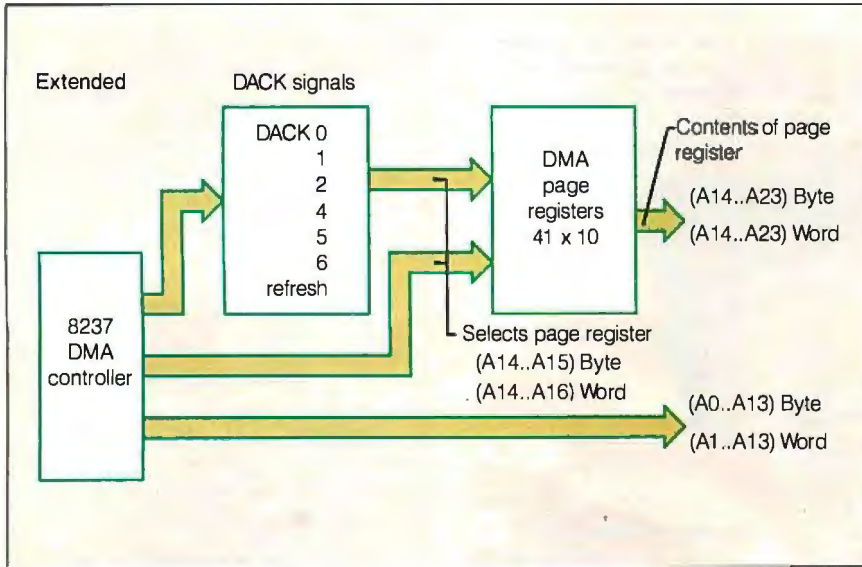 Extended
DACK signals
DACK 0
1
2
4
5
6
refresh
DMA
page
registers
41 x 10
Contents of page
register
(A14..A23) Byte
(A14..A23) Word
8237
DMA
controller
Selects page register
(A14..A15) Byte
(A14..A16) Word
(A0..A13) Byte
(A1..A13) Word